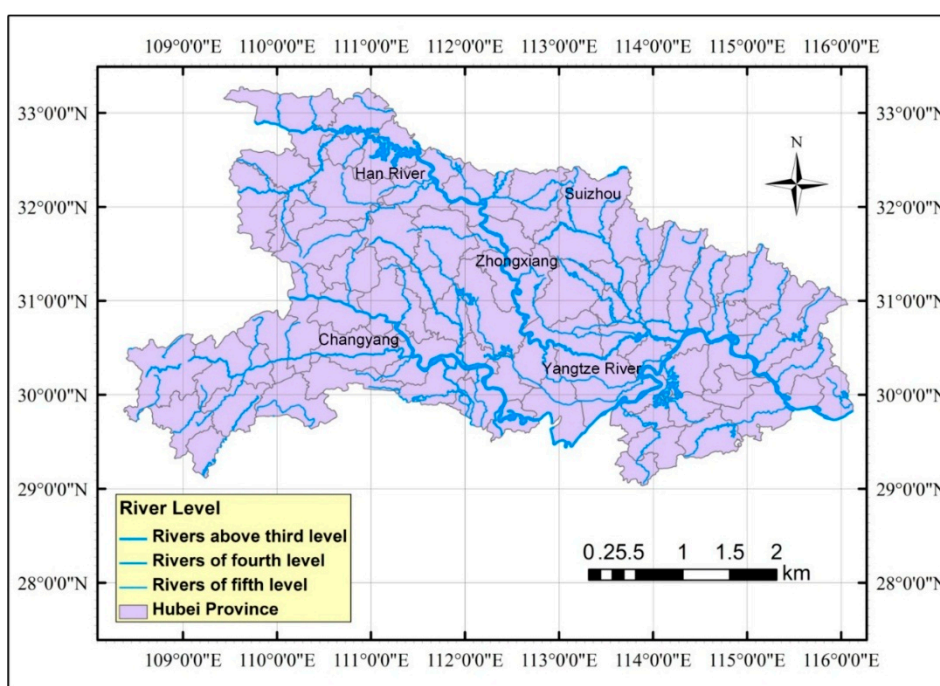 109°0'0"E 110°0'0"E 111°0'0"E 112°0'0"E 113°0'0"E 114°0'0"E 115°0'0"E 116°0'0"E
33°0'0"N 33°0'0"N
N
Han River
Suizhou
32°0'0"N 32°0'0"N
Zhongxiang
31°0'0"N 31°0'0"N
Changyang
Yangtze River
30°0'0"N 30°0'0"N
29°0'0"N 29°0'0"N
River Level
Rivers above third level
Rivers of fourth level
Rivers of fifth level
Hubei Province
0 0.25.5 1 1.5 2
km
28°0'0"N 28°0'0"N
109°0'0"E 110°0'0"E 111°0'0"E 112°0'0"E 113°0'0"E 114°0'0"E 115°0'0"E 116°0'0"E